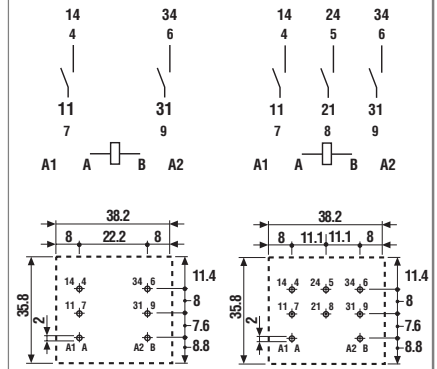 14 34 14 24 34
4 6 4 5 6
11 31 11 21 31
7 9 7 8 9
A1 A B A2 A1 A B A2
38.2 38.2
8 22.2 8 8 11.1 11.1 8
11.4 11.4
14 4 34 6 14 4 24 5 34 6
35.8 8 35.8 8
11 7 31 9 11 7 21 8 31 9
2 7.6 2 7.6
A1 A A2 B 8.8 A1 A A2 B 8.8